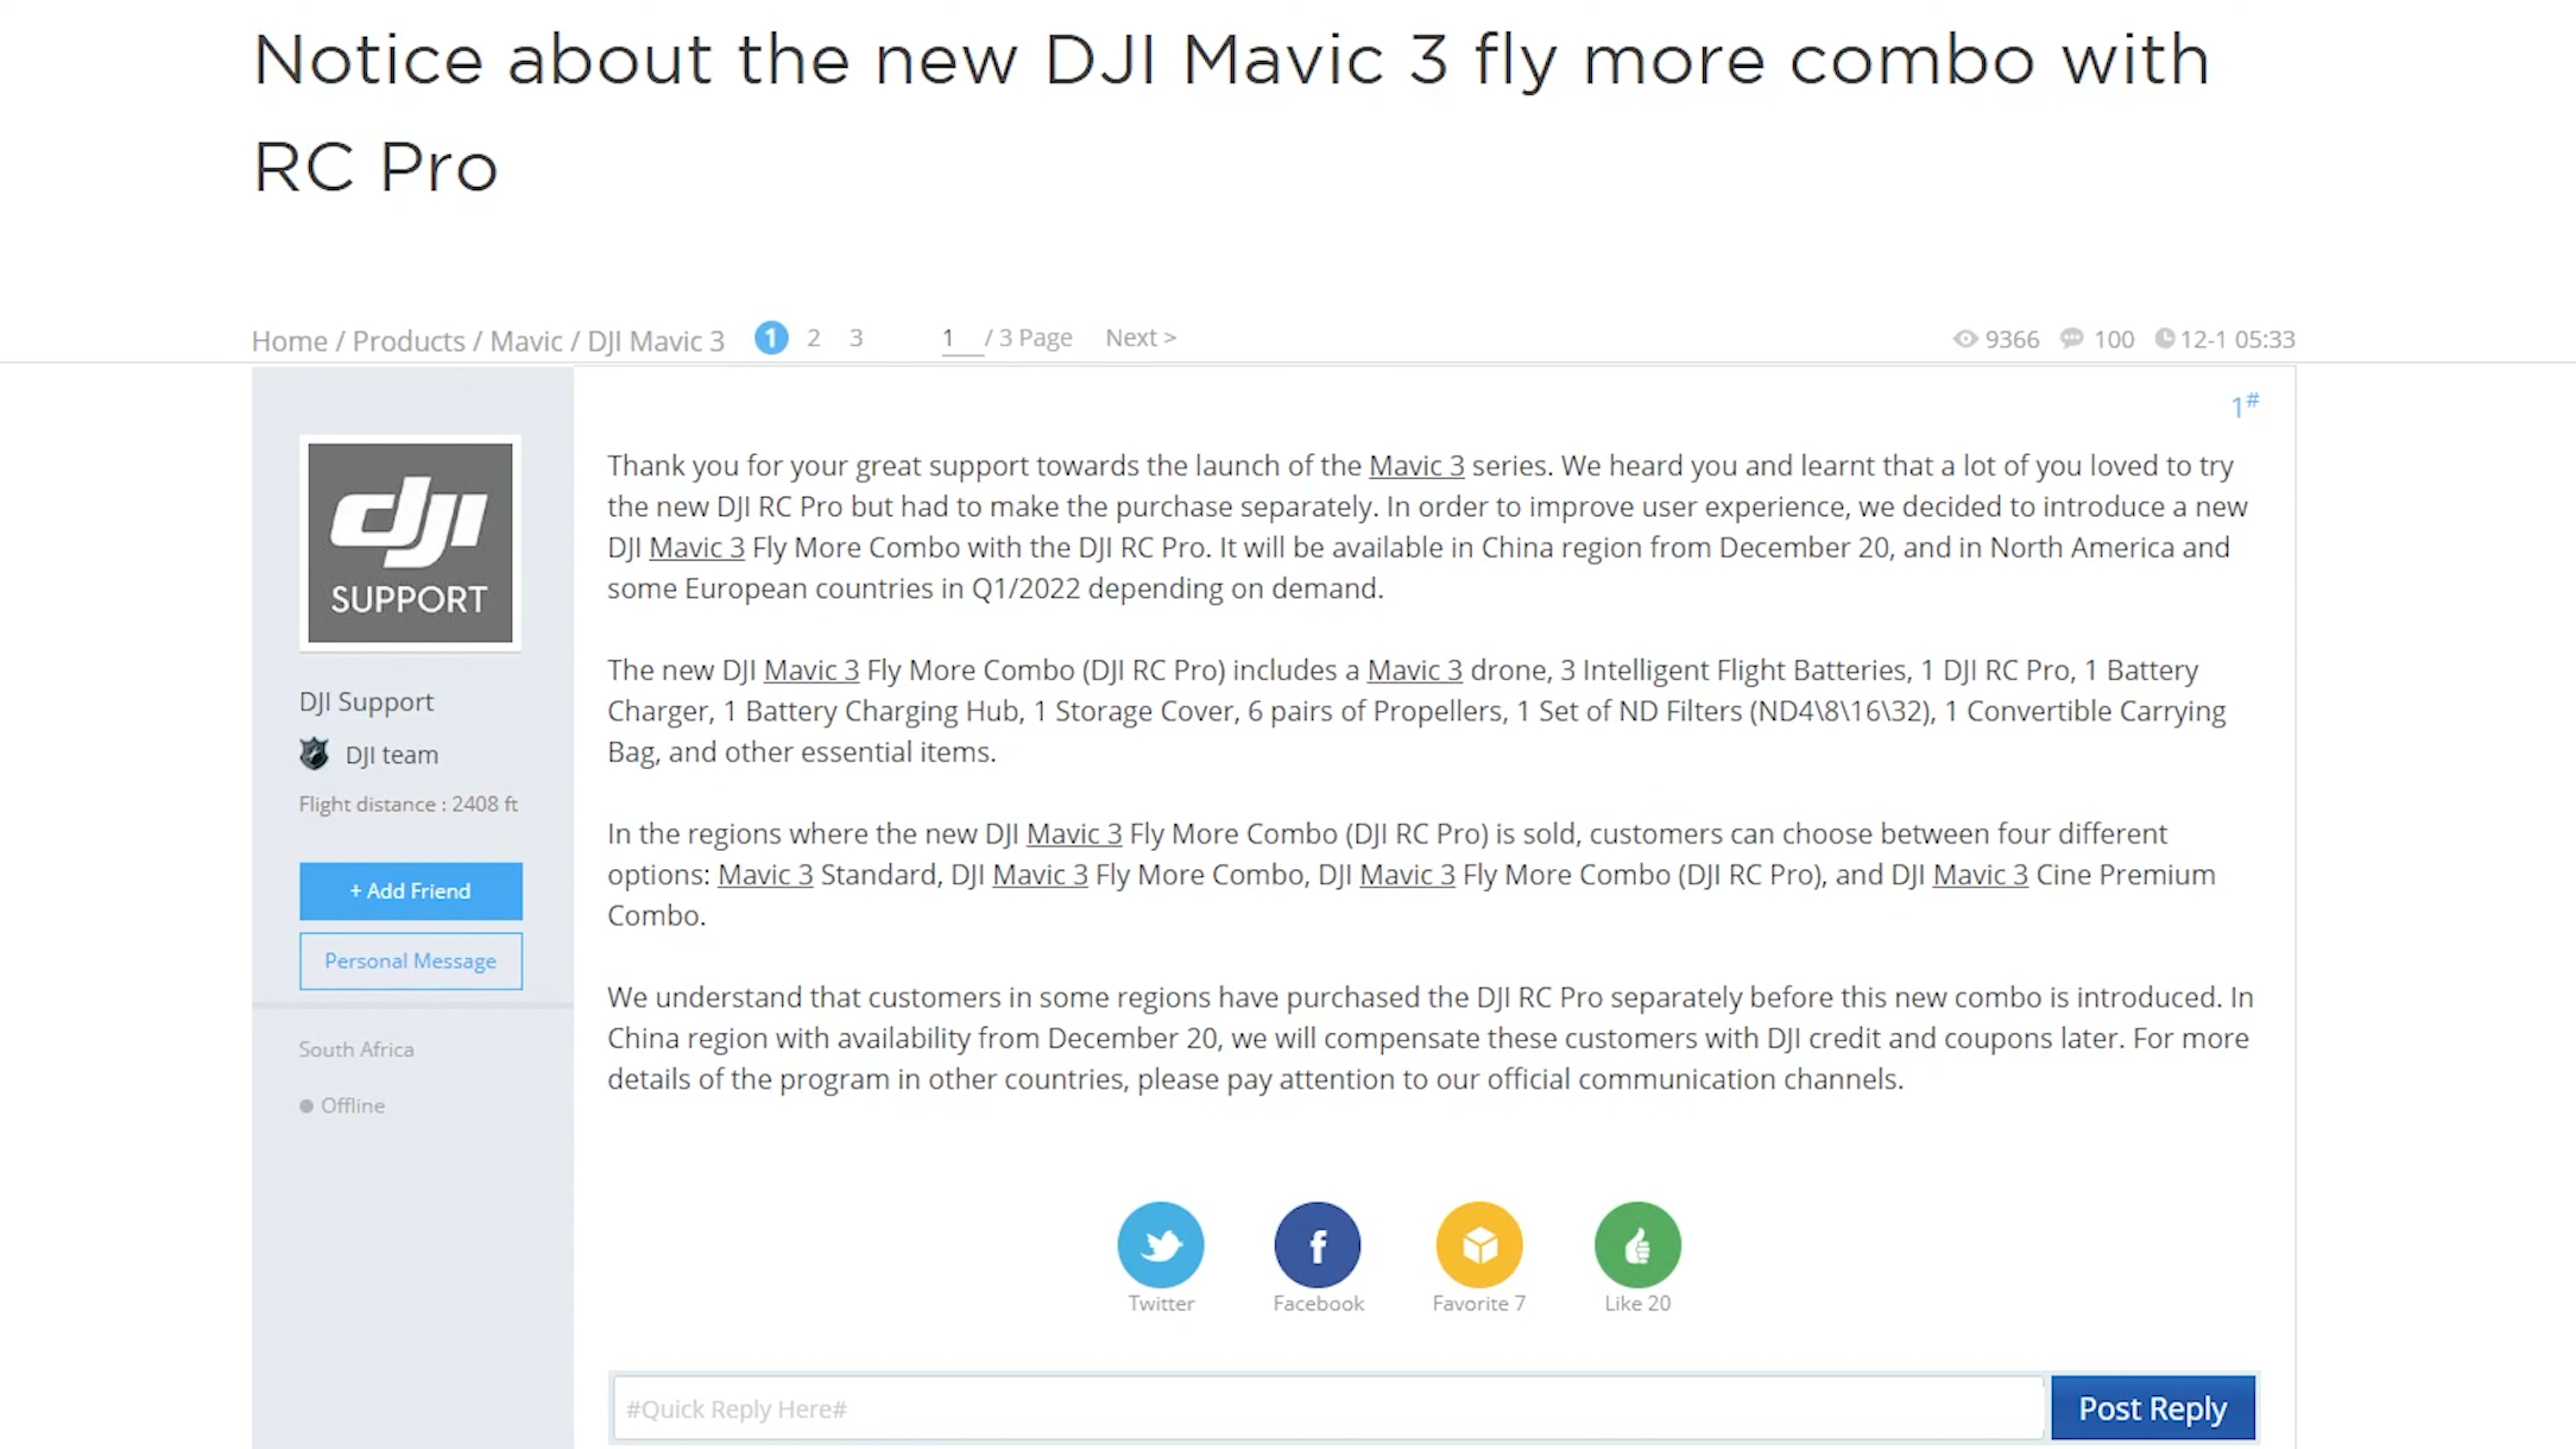 Notice about the new DJI Mavic 3 fly more combo with
RC Pro
Home / Products / Mavic / DJI Mavic 3 1 2 3 1 / 3 Page Next > 9366 100 12-1 05:33
1#
dji
SUPPORT
DJI Support
DJI team
Flight distance : 2408 ft
+ Add Friend
Personal Message
South Africa
Offline
Thank you for your great support towards the launch of the Mavic 3 series. We heard you and learnt that a lot of you loved to try
the new DJI RC Pro but had to make the purchase separately. In order to improve user experience, we decided to introduce a new
DJI Mavic 3 Fly More Combo with the DJI RC Pro. It will be available in China region from December 20, and in North America and
some European countries in Q1/2022 depending on demand.
The new DJI Mavic 3 Fly More Combo (DJI RC Pro) includes a Mavic 3 drone, 3 Intelligent Flight Batteries, 1 DJI RC Pro, 1 Battery
Charger, 1 Battery Charging Hub, 1 Storage Cover, 6 pairs of Propellers, 1 Set of ND Filters (ND4\8\16\32), 1 Convertible Carrying
Bag, and other essential items.
In the regions where the new DJI Mavic 3 Fly More Combo (DJI RC Pro) is sold, customers can choose between four different
options: Mavic 3 Standard, DJI Mavic 3 Fly More Combo, DJI Mavic 3 Fly More Combo (DJI RC Pro), and DJI Mavic 3 Cine Premium
Combo.
We understand that customers in some regions have purchased the DJI RC Pro separately before this new combo is introduced. In
China region with availability from December 20, we will compensate these customers with DJI credit and coupons later. For more
details of the program in other countries, please pay attention to our official communication channels.
f
Twitter Facebook Favorite 7 Like 20
#Quick Reply Here# Post Reply